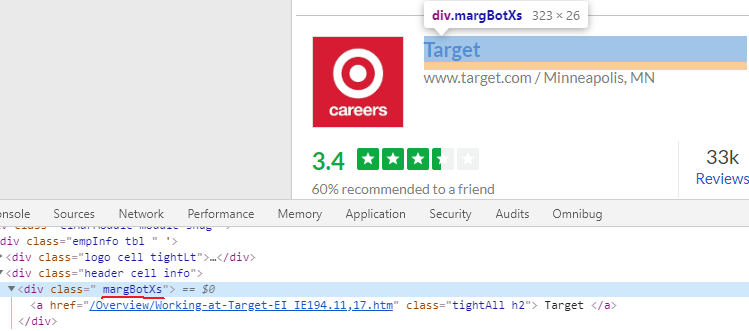 div.margBotXs 323 × 26
Target
www.target.com / Minneapolis, MN
careers
3.4
33k
Reviews
60% recommended to a friend
onsole Sources Network Performance Memory Application Security Audits Omnibug
div class="empInfo tbl " '>
<div class="logo cell tightLt">…</div>
<div class="header cell info">
<div class=" margBotXs"> == $0
<a href="/Overview/Working-at-Target-EI_IE194.11,17.htm" class="tightAll h2"> Target </a>
</div>